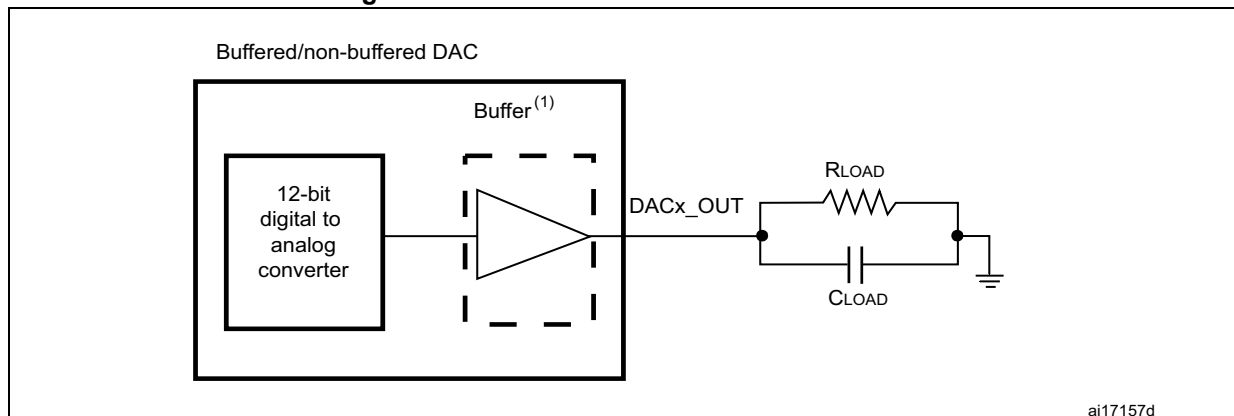 Buffered/non-buffered DAC
Buffer(1)
12-bit
digital to
analog
converter
DACx_OUT
RLOAD
CLOAD
ai17157d